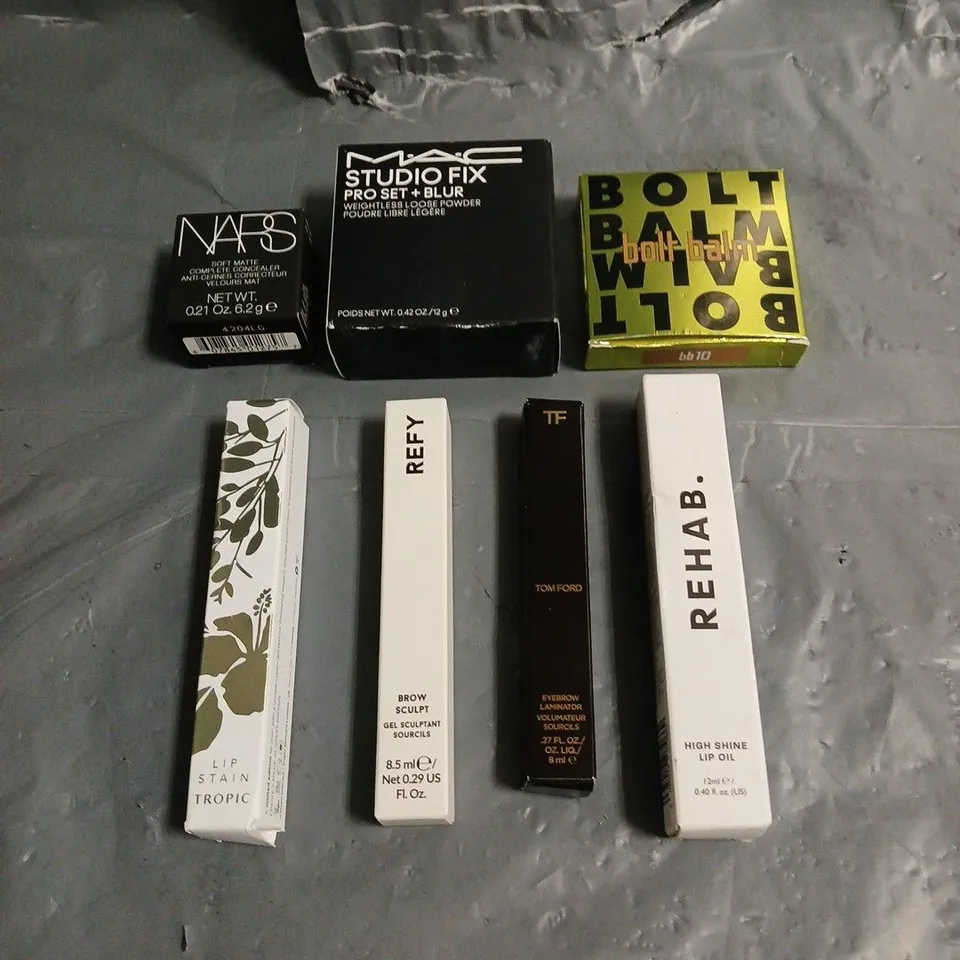 NARS
SOFT MATTE
COMPLETE CONCEALER
ANTI-CERNES CORRECTEUR
VELOURS MAT
NET WT.
0.21 Oz. 6.2g e
4204LG
M·A·C
STUDIO FIX
PRO SET + BLUR
WEIGHTLESS LOOSE POWDER
POUDRE LIBRE LÉGÈRE
POIDS NET WT. 0.42 OZ/12 g e
BOLT
BALM
bolt balm
BALM
BOLT
bb10
LIP
STAIN
TROPIC
REFY
BROW
SCULPT
GEL SCULPTANT
SOURCILS
8.5 ml e/
Net 0.29 US
Fl. Oz.
TF
TOM FORD
EYEBROW
LAMINATOR
VOLUMATEUR
SOURCILS
.27 FL. OZ./
OZ. LIQ./
8 ml e
REHAB.
HIGH SHINE
LIP OIL
12ml e/
0.40 fl. oz. (US)